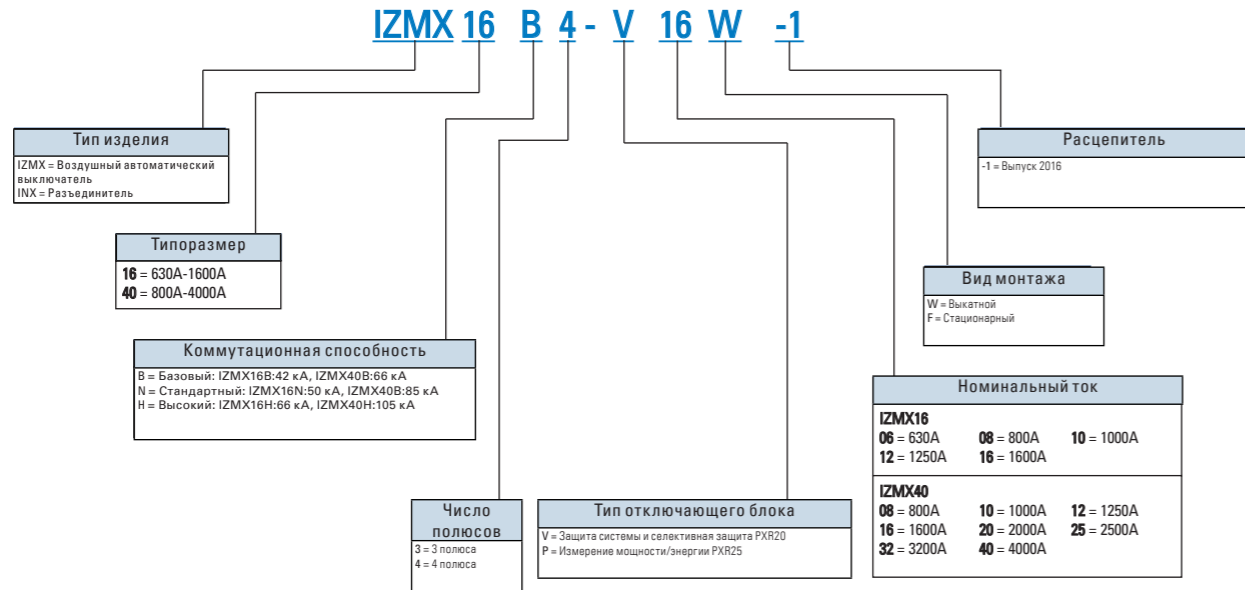 IZMX 16 B 4 - V 16 W -1
Тип изделия
IZMX = Воздушный автоматический
выключатель
INX = Разъединитель
Расцепитель
-1 = Выпуск 2016
Типоразмер
16 = 630A-1600A
40 = 800A-4000A
Вид монтажа
W = Выкатной
F = Стационарный
Коммутационная способность
B = Базовый: IZMX16B:42 кА, IZMX40B:66 кА
N = Стандартный: IZMX16N:50 кА, IZMX40B:85 кА
H = Высокий: IZMX16H:66 кА, IZMX40H:105 кА
Номинальный ток
IZMX16
06 = 630A 08 = 800A 10 = 1000A
12 = 1250A 16 = 1600A
IZMX40
08 = 800A 10 = 1000A 12 = 1250A
16 = 1600A 20 = 2000A 25 = 2500A
32 = 3200A 40 = 4000A
Число
полюсов
3 = 3 полюса
4 = 4 полюса
Тип отключающего блока
V = Защита системы и селективная защита PXR20
P = Измерение мощности/энергии PXR25